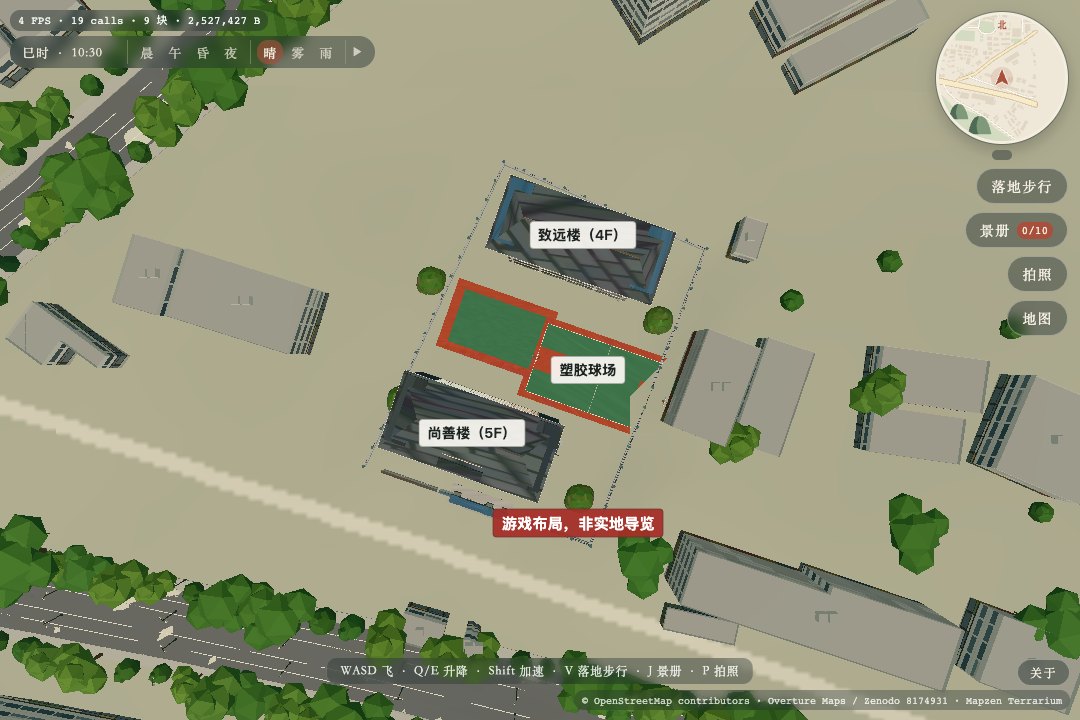 4 FPS · 19 calls · 9 块 · 2,527,427 B
巳时 · 10:30 晨 午 昏 夜 晴 雾 雨
北
落地步行
景册 0/10
拍照
地图
致远楼（4F）
塑胶球场
尚善楼（5F）
游戏布局，非实地导览
WASD 飞 · Q/E 升降 · Shift 加速 · V 落地步行 · J 景册 · P 拍照
关于
© OpenStreetMap contributors · Overture Maps / Zenodo 8174931 · Mapzen Terrarium